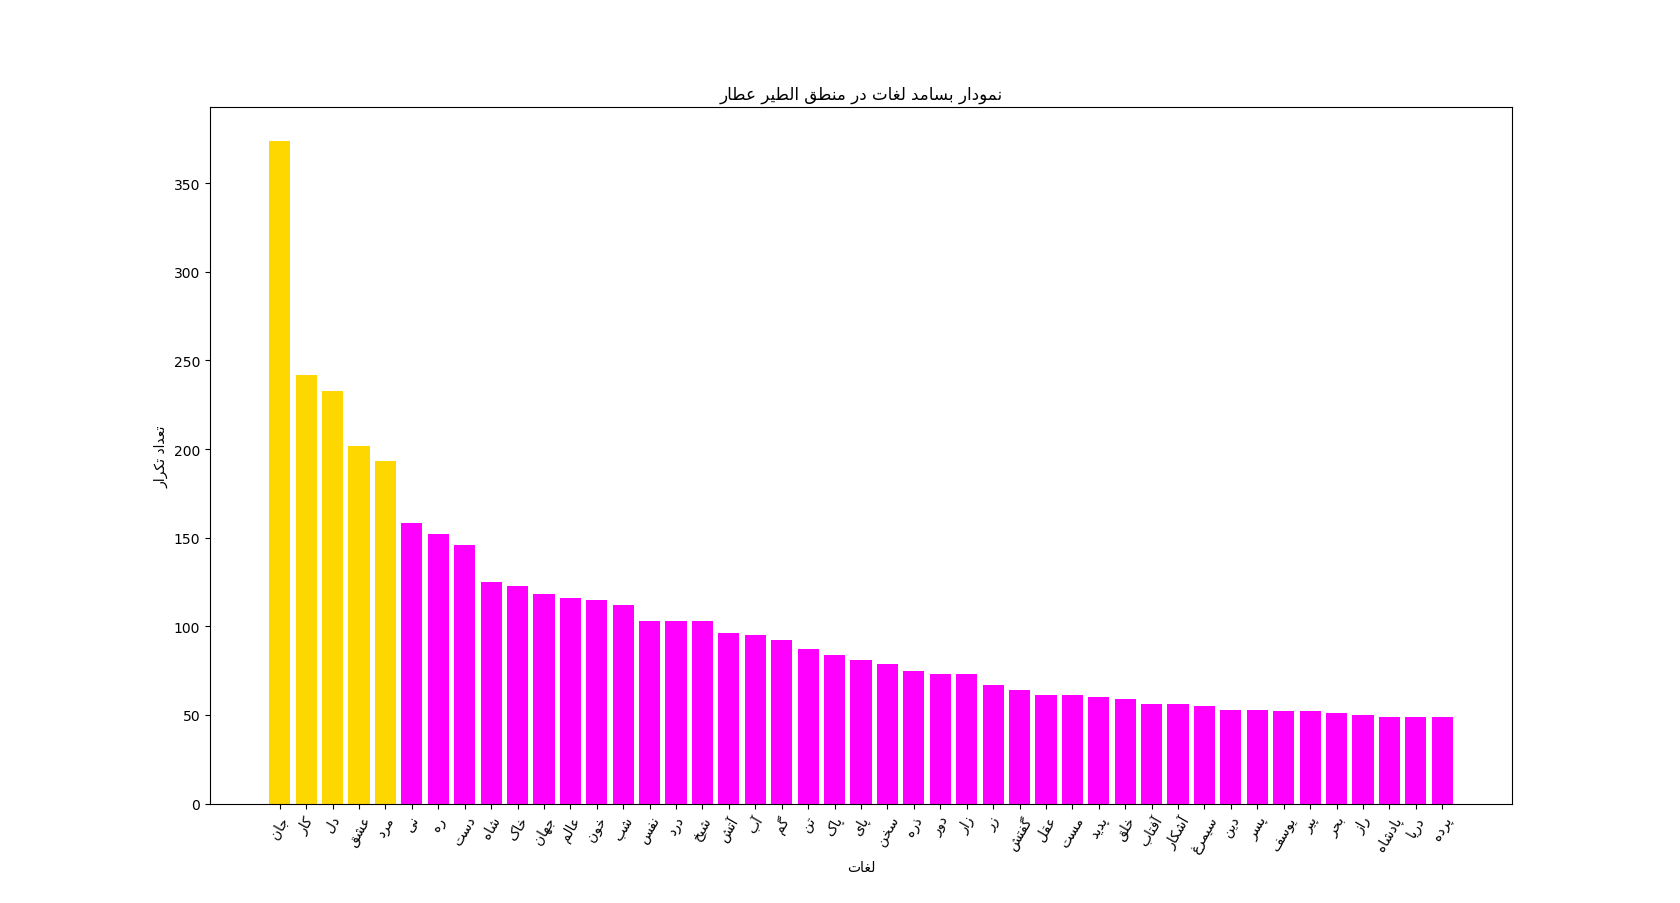 نمودار بسامد لغات در منطق الطیر عطار
تعداد تکرار
350
300
250
200
150
100
50
0
جان
کار
دل
عشق
مرد
نی
ره
دست
شاه
خاک
جهان
عالم
خون
شب
نفس
درد
شیخ
آتش
آب
گم
تن
پاک
پای
سخن
ذره
دور
زار
زر
گفتش
عقل
مست
پدید
خلق
آفتاب
آشکار
سیمرغ
دین
پسر
یوسف
پیر
بحر
راز
پادشاه
دریا
پرده
لغات